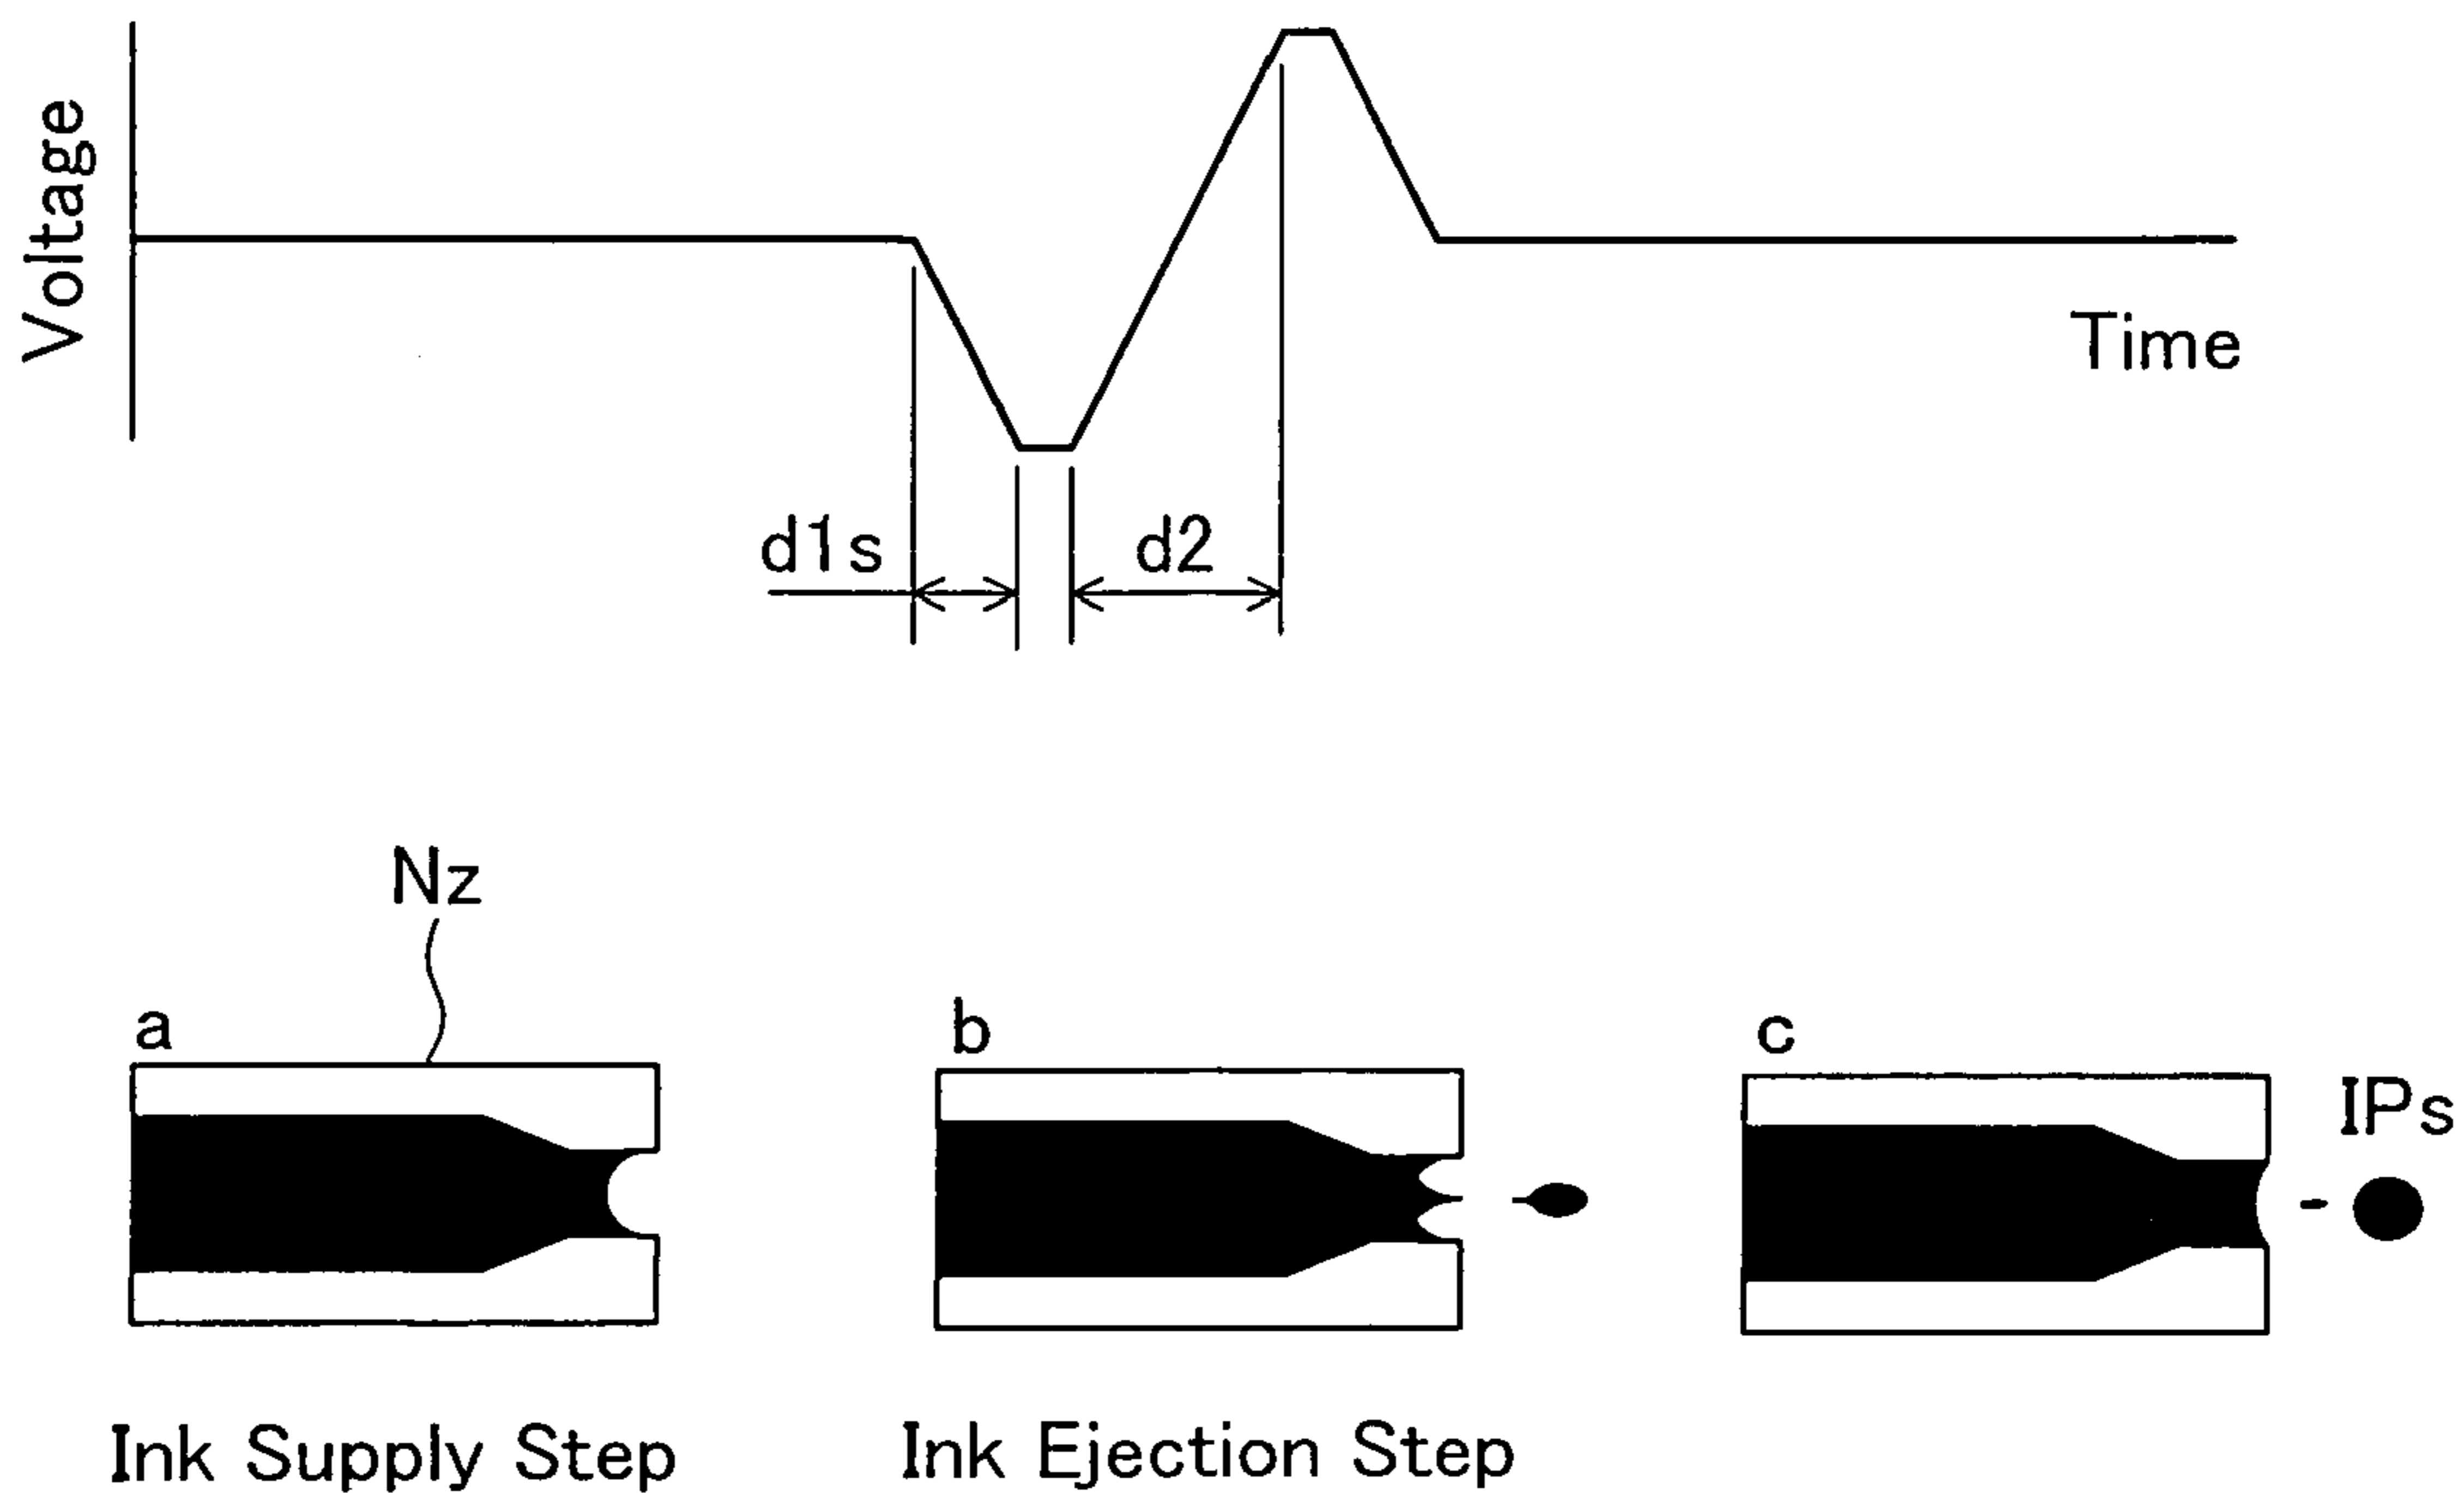 Voltage
Time
d1s
d2
Nz
a
b
c
IPs
Ink Supply Step
Ink Ejection Step